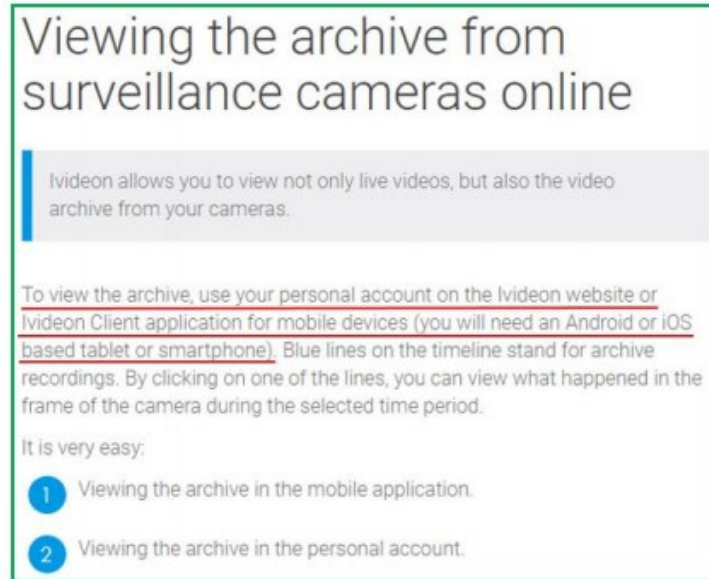 Viewing the archive from
surveillance cameras online
Ivideon allows you to view not only live videos, but also the video
archive from your cameras.
To view the archive, use your personal account on the Ivideon website or
Ivideon Client application for mobile devices (you will need an Android or iOS
based tablet or smartphone). Blue lines on the timeline stand for archive
recordings. By clicking on one of the lines, you can view what happened in the
frame of the camera during the selected time period.
It is very easy:
1 Viewing the archive in the mobile application.
2 Viewing the archive in the personal account.